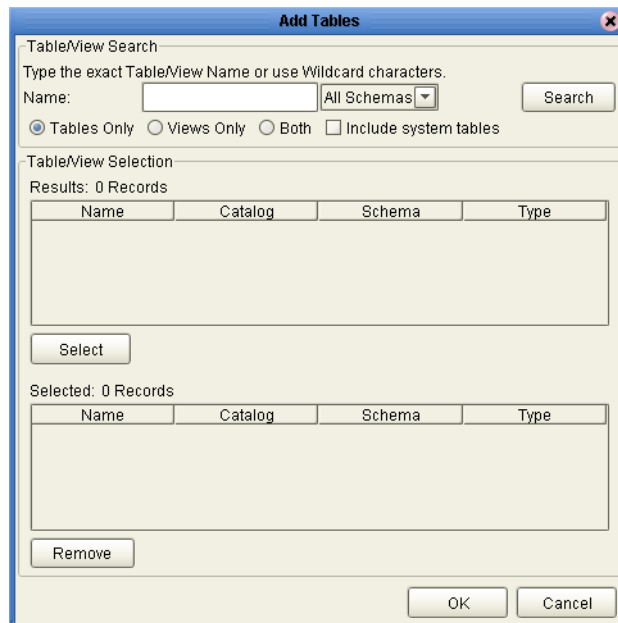 Add Tables
Table/View Search
Type the exact Table/View Name or use Wildcard characters.
Name: All Schemas Search
Tables Only Views Only Both Include system tables
Table/View Selection
Results: 0 Records
Name Catalog Schema Type
Select
Selected: 0 Records
Name Catalog Schema Type
Remove
OK Cancel